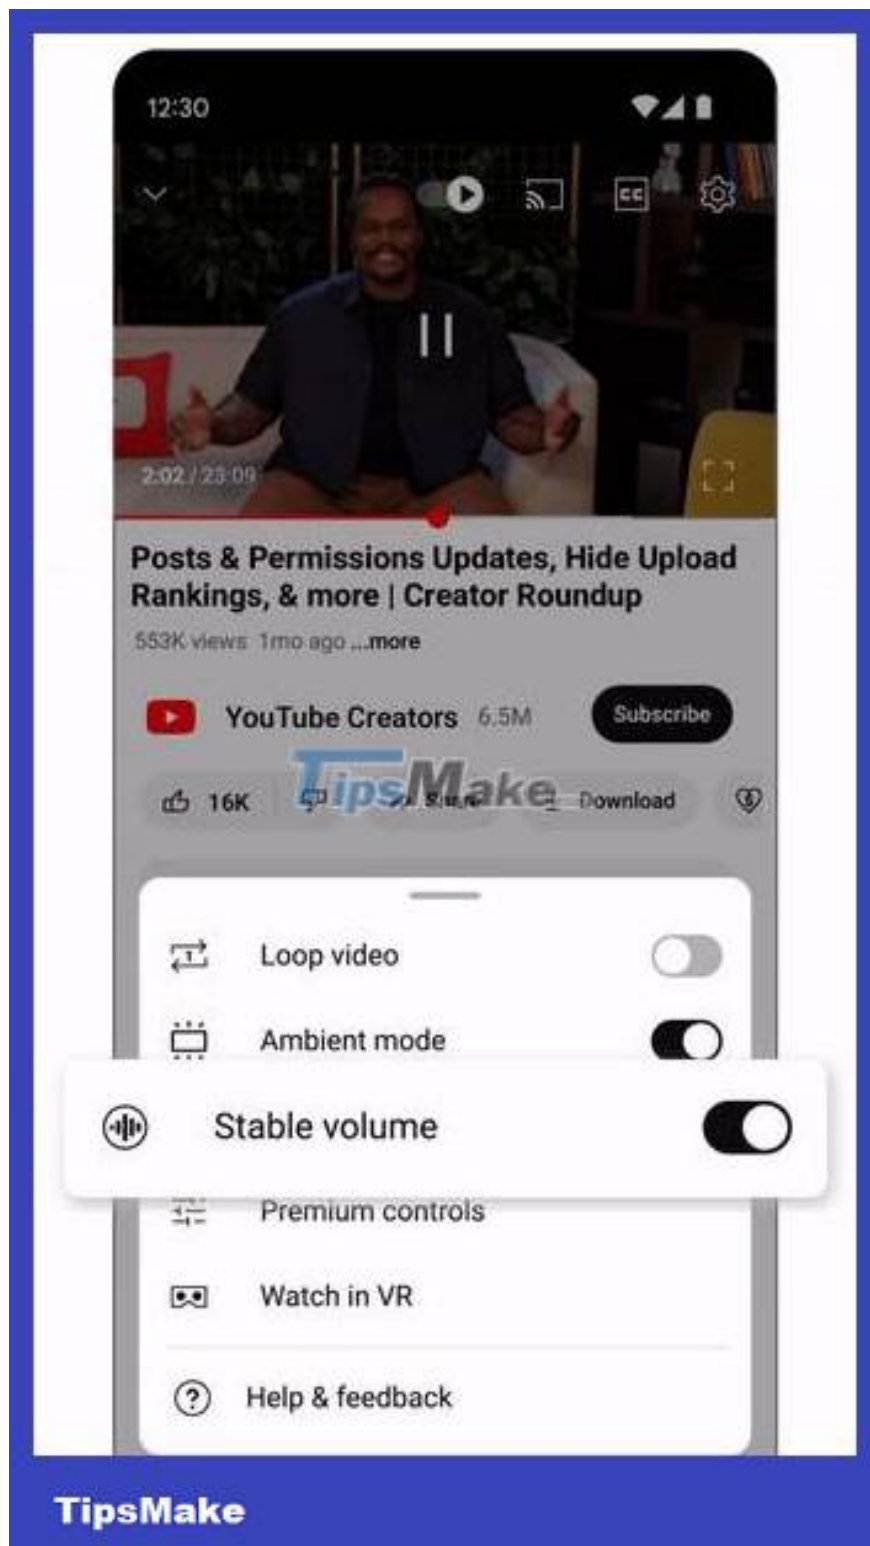 12:30
CC
2:02 / 23:09
Posts & Permissions Updates, Hide Upload
Rankings, & more | Creator Roundup
553K views 1mo ago ...more
YouTube Creators 6.5M Subscribe
16K Share Download
TipsMake
Loop video
Ambient mode
Stable volume
Premium controls
Watch in VR
Help & feedback
TipsMake